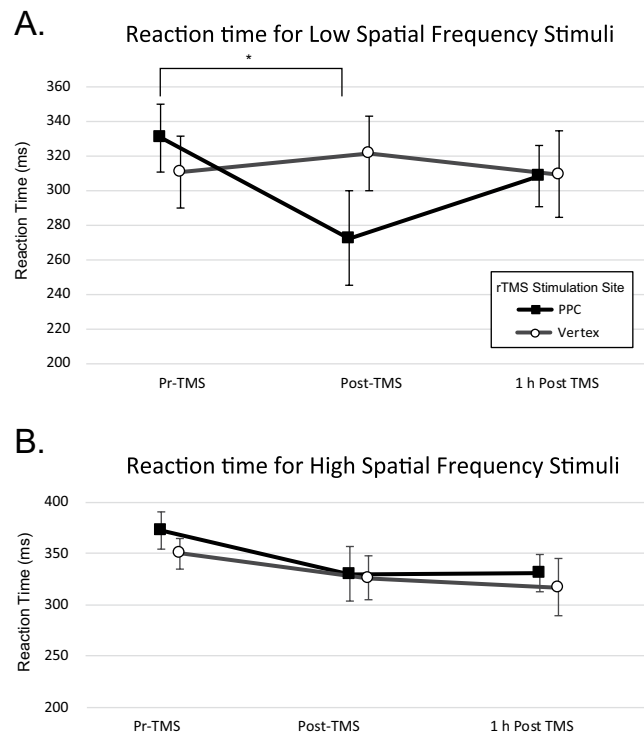 A.
Reaction time for Low Spatial Frequency Stimuli
*
360
340
320
300
280
260
240
220
200
Reaction Time (ms)
rTMS Stimulation Site
PPC
Vertex
Pr-TMS Post-TMS 1 h Post TMS
B.
Reaction time for High Spatial Frequency Stimuli
400
350
300
250
200
Reaction Time (ms)
Pr-TMS Post-TMS 1 h Post TMS